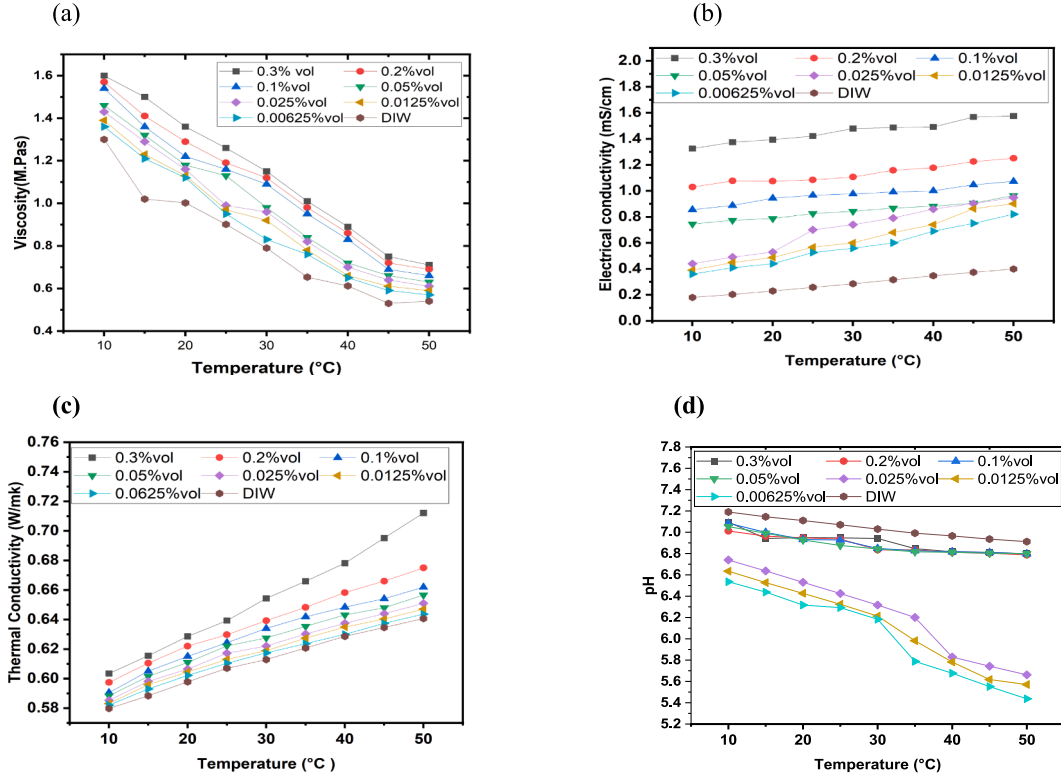 (a)
1.6
1.4
1.2
1.0
0.8
0.6
0.4
Viscosity(M.Pas)
0.3% vol 0.2%vol
0.1%vol 0.05%vol
0.025%vol 0.0125%vol
0.00625%vol DIW
10 20 30 40 50
Temperature (°C)
(b)
2.0
1.8
1.6
1.4
1.2
1.0
0.8
0.6
0.4
0.2
0.0
Electrical conductivity (mS/cm)
0.3%vol 0.2%vol 0.1%vol
0.05%vol 0.025%vol 0.0125%vol
0.00625%vol DIW
10 20 30 40 50
Temperature (°C)
(c)
0.76
0.74
0.72
0.70
0.68
0.66
0.64
0.62
0.60
0.58
Thermal Conductivity (W/mk)
0.3%vol 0.2%vol 0.1%vol
0.05%vol 0.025%vol 0.0125%vol
0.0625%vol DIW
10 20 30 40 50
Temperature (°C )
(d)
7.8
7.6
7.4
7.2
7.0
6.8
6.6
6.4
6.2
6.0
5.8
5.6
5.4
5.2
pH
0.3%vol 0.2%vol 0.1%vol
0.05%vol 0.025%vol 0.0125%vol
0.00625%vol DIW
10 20 30 40 50
Temperature (°C)